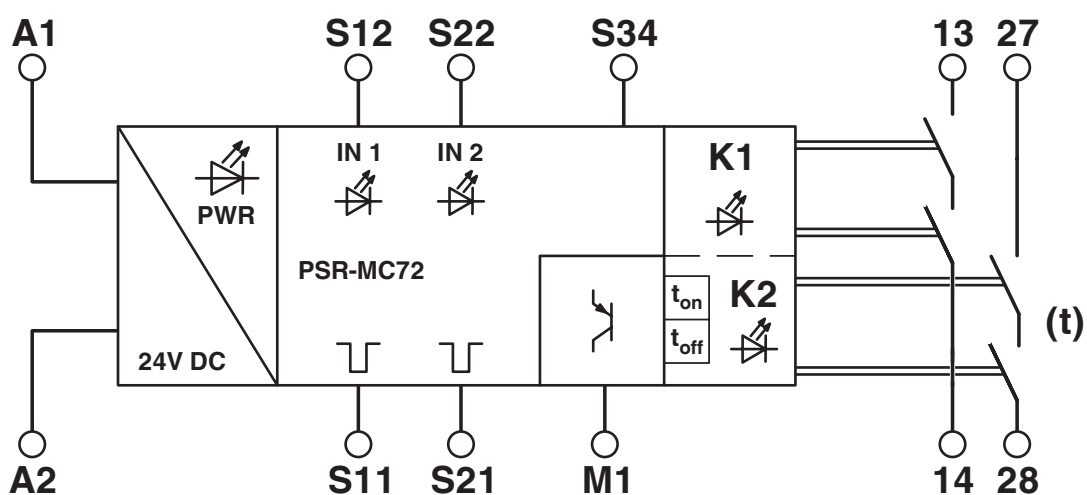 A1 S12 S22 S34 13 27
IN 1 IN 2 K1
PWR
PSR-MC72
ton K2
toff
(t)
24V DC
A2 S11 S21 M1 14 28